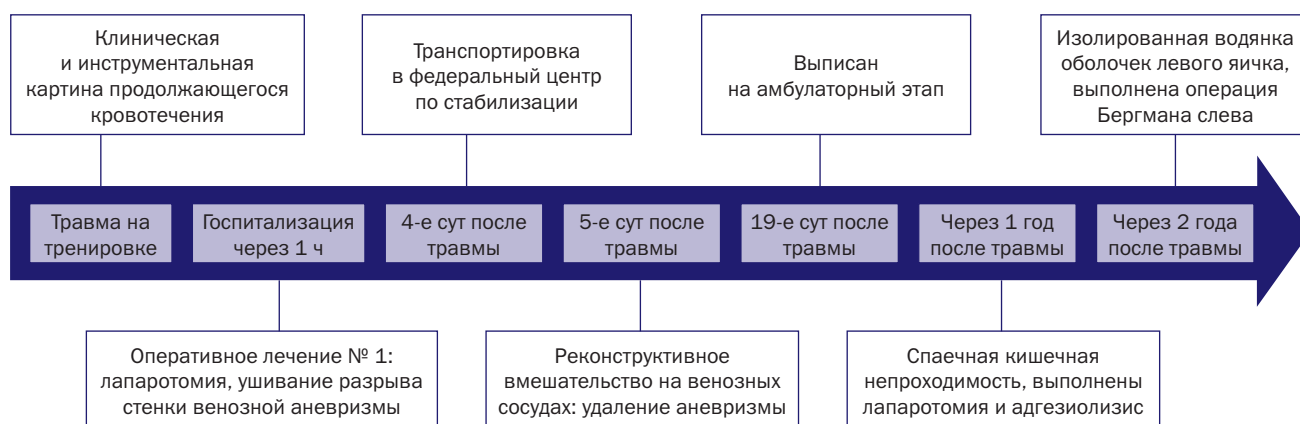 Клиническая
и инструментальная
картина продолжающегося
кровотечения
Транспортировка
в федеральный центр
по стабилизации
Выписан
на амбулаторный этап
Изолированная водянка
оболочек левого яичка,
выполнена операция
Бергмана слева
Травма на
тренировке
Госпитализация
через 1 ч
4-е сут после
травмы
5-е сут после
травмы
19-е сут после
травмы
Через 1 год
после травмы
Через 2 года
после травмы
Оперативное лечение № 1:
лапаротомия, ушивание разрыва
стенки венозной аневризмы
Реконструктивное
вмешательство на венозных
сосудах: удаление аневризмы
Спаечная кишечная
непроходимость, выполнены
лапаротомия и адгезиолизис